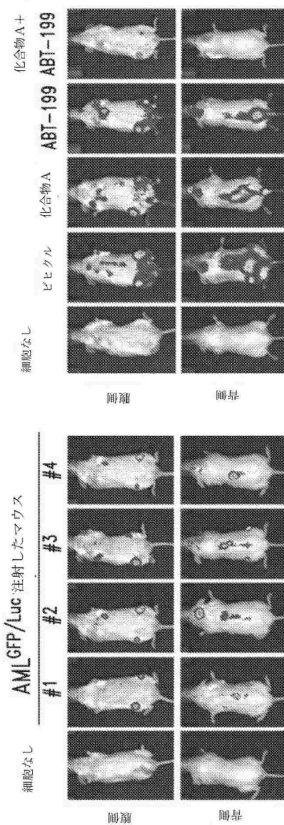 AML GFP/Luc 注射したマウス
細胞なし #1 #2 #3 #4
腹側
背側
細胞なし ビヒクル 化合物A ABT-199 化合物A+ ABT-199
腹側
背側